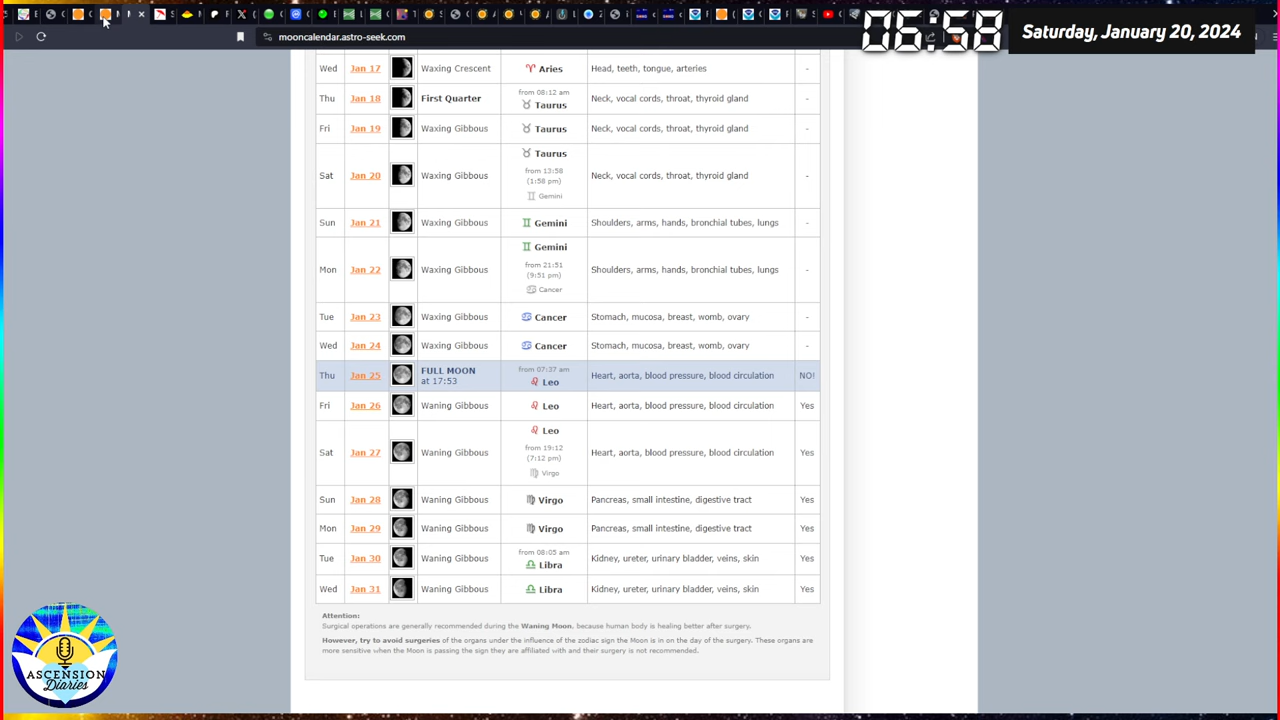 mooncalendar.astro-seek.com
06:58
Saturday, January 20, 2024
Wed Jan 17 Waxing Crescent ♈ Aries Head, teeth, tongue, arteries -
Thu Jan 18 First Quarter from 08:12 am ♉ Taurus Neck, vocal cords, throat, thyroid gland -
Fri Jan 19 Waxing Gibbous ♉ Taurus Neck, vocal cords, throat, thyroid gland -
Sat Jan 20 Waxing Gibbous ♉ Taurus from 13:58 (1:58 pm) ♊ Gemini Neck, vocal cords, throat, thyroid gland -
Sun Jan 21 Waxing Gibbous ♊ Gemini Shoulders, arms, hands, bronchial tubes, lungs -
Mon Jan 22 Waxing Gibbous ♊ Gemini from 21:51 (9:51 pm) ♋ Cancer Shoulders, arms, hands, bronchial tubes, lungs -
Tue Jan 23 Waxing Gibbous ♋ Cancer Stomach, mucosa, breast, womb, ovary -
Wed Jan 24 Waxing Gibbous ♋ Cancer Stomach, mucosa, breast, womb, ovary -
Thu Jan 25 FULL MOON at 17:53 from 07:37 am ♌ Leo Heart, aorta, blood pressure, blood circulation NO!
Fri Jan 26 Waning Gibbous ♌ Leo Heart, aorta, blood pressure, blood circulation Yes
Sat Jan 27 Waning Gibbous ♌ Leo from 19:12 (7:12 pm) ♍ Virgo Heart, aorta, blood pressure, blood circulation Yes
Sun Jan 28 Waning Gibbous ♍ Virgo Pancreas, small intestine, digestive tract Yes
Mon Jan 29 Waning Gibbous ♍ Virgo Pancreas, small intestine, digestive tract Yes
Tue Jan 30 Waning Gibbous from 08:05 am ♎ Libra Kidney, ureter, urinary bladder, veins, skin Yes
Wed Jan 31 Waning Gibbous ♎ Libra Kidney, ureter, urinary bladder, veins, skin Yes
Attention:
Surgical operations are generally recommended during the Waning Moon, because human body is healing better after surgery.
However, try to avoid surgeries of the organs under the influence of the zodiac sign the Moon is in on the day of the surgery. These organs are
more sensitive when the Moon is passing the sign they are affiliated with and their surgery is not recommended.
ASCENSION
DIARIES